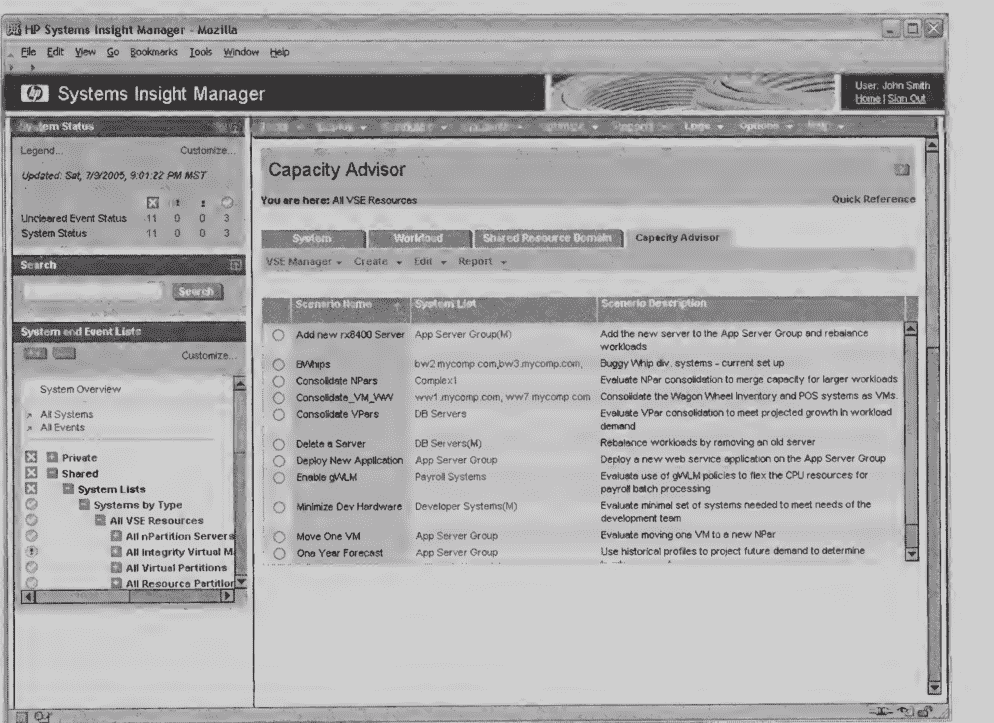 HP Systems Insight Manager - Mozilla
File Edit View Go Bookmarks Tools Window Help
hp Systems Insight Manager
User: John Smith
Home | Sign Out
System Status
Legend... Customize...
Updated: Sat, 7/9/2005, 9:01:22 PM MST
Uncleared Event Status 11 0 0 3
System Status 11 0 0 3
Search
Search
System and Event Lists
Customize...
System Overview
All Systems
All Events
Private
Shared
System Lists
Systems by Type
All VSE Resources
All nPartition Servers
All Integrity Virtual M
All Virtual Partitions
All Resource Partition
Logs Options
Capacity Advisor
You are here: All VSE Resources
Quick Reference
System Workload Shared Resource Domain Capacity Advisor
VSE Manager Create Edit Report
Scenario Name System List Scenario Description
Add new rx8400 Server App Server Group(M) Add the new server to the App Server Group and rebalance
workloads
BWhips bw2.mycomp.com,bw3.mycomp.com, Buggy Whip div. systems - current set up
Consolidate NPars Complex1 Evaluate NPar consolidation to merge capacity for larger workloads
Consolidate_VM_WW ww1.mycomp.com, ww7.mycomp.com Consolidate the Wagon Wheel Inventory and POS systems as VMs.
Consolidate VPars DB Servers Evaluate VPar consolidation to meet projected growth in workload
demand
Delete a Server DB Servers(M) Rebalance workloads by removing an old server
Deploy New Application App Server Group Deploy a new web service application on the App Server Group
Enable gWLM Payroll Systems Evaluate use of gWLM policies to flex the CPU resources for
payroll batch processing
Minimize Dev Hardware Developer Systems(M) Evaluate minimal set of systems needed to meet needs of the
development team
Move One VM App Server Group Evaluate moving one VM to a new NPar
One Year Forecast App Server Group Use historical profiles to project future demand to determine